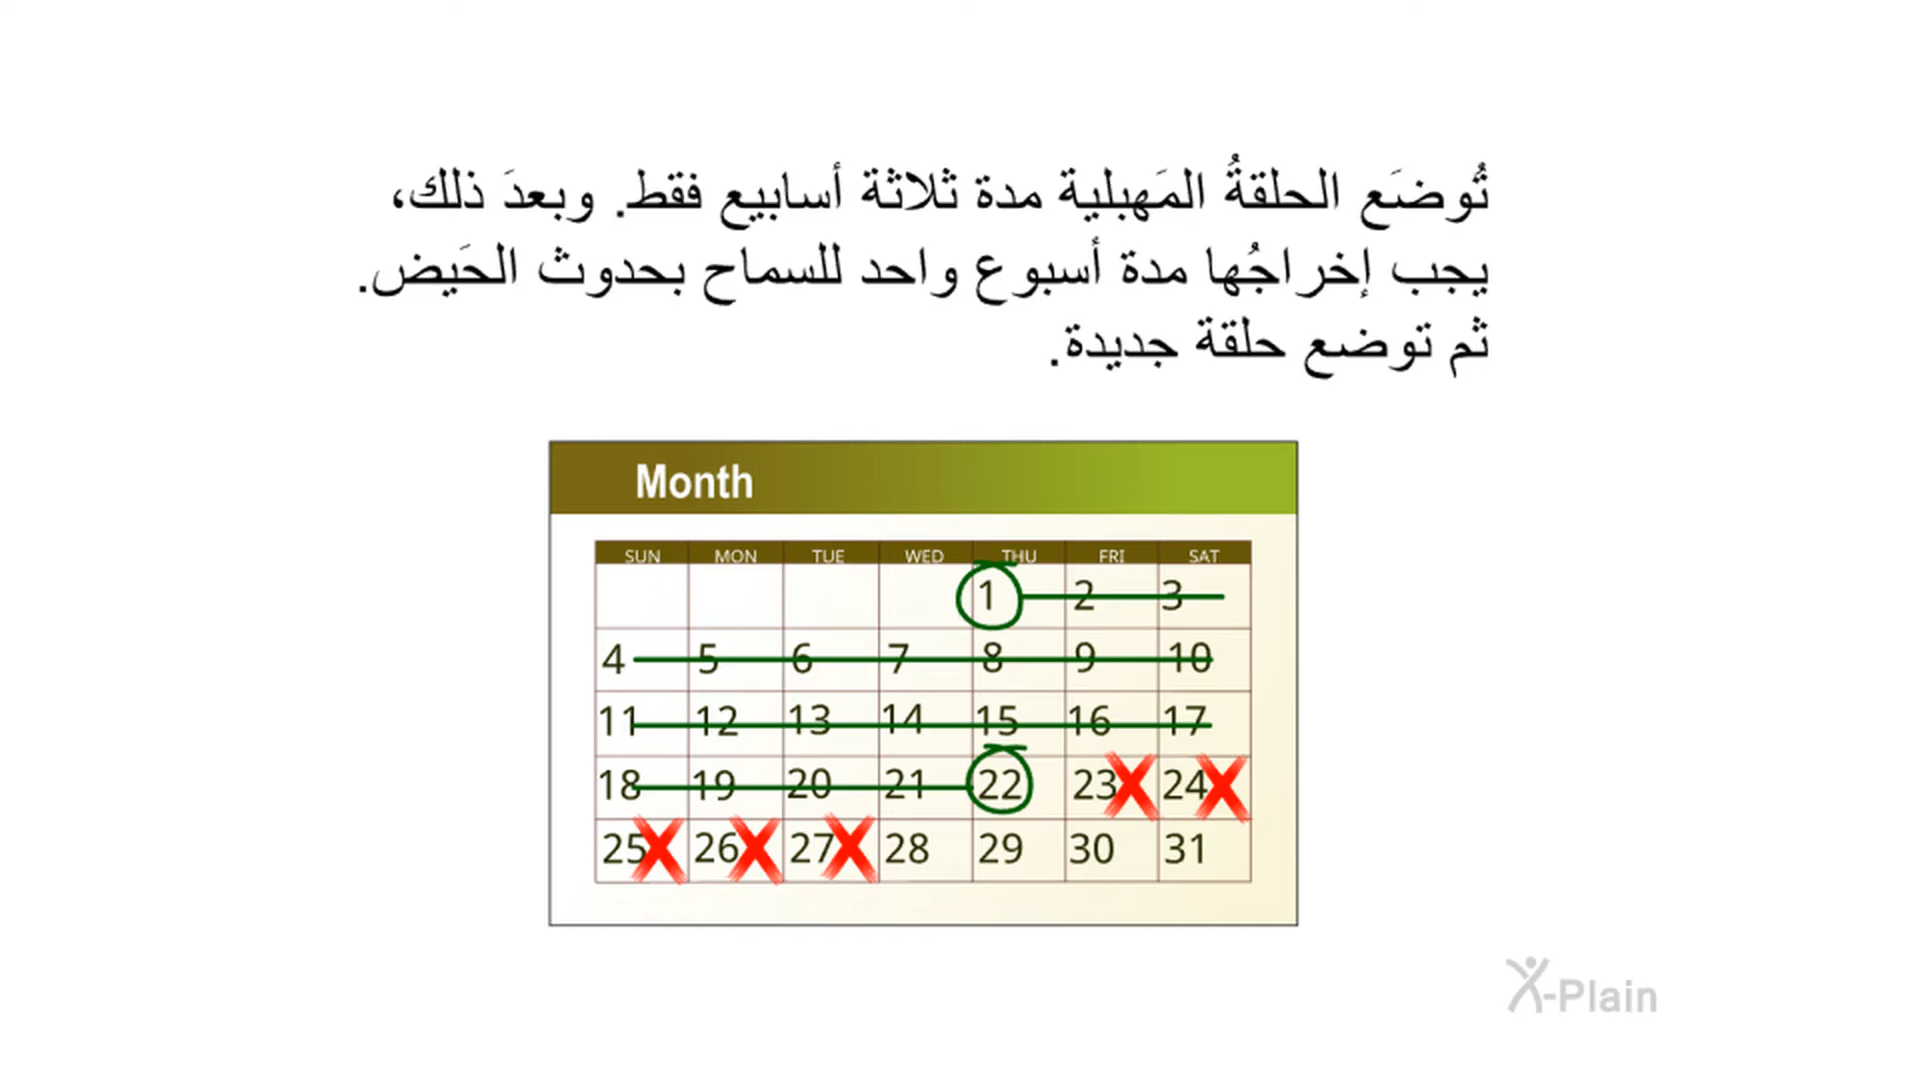 تُوضَع الحلقةُ المَهبلية مدة ثلاثة أسابيع فقط. وبعدَ ذلك،
يجب إخراجُها مدة أسبوع واحد للسماح بحدوث الحَيض.
ثم توضع حلقة جديدة.
Month
SUN MON TUE WED THU FRI SAT
1 2 3
4 5 6 7 8 9 10
11 12 13 14 15 16 17
18 19 20 21 22 23 24
25 26 27 28 29 30 31
X-Plain